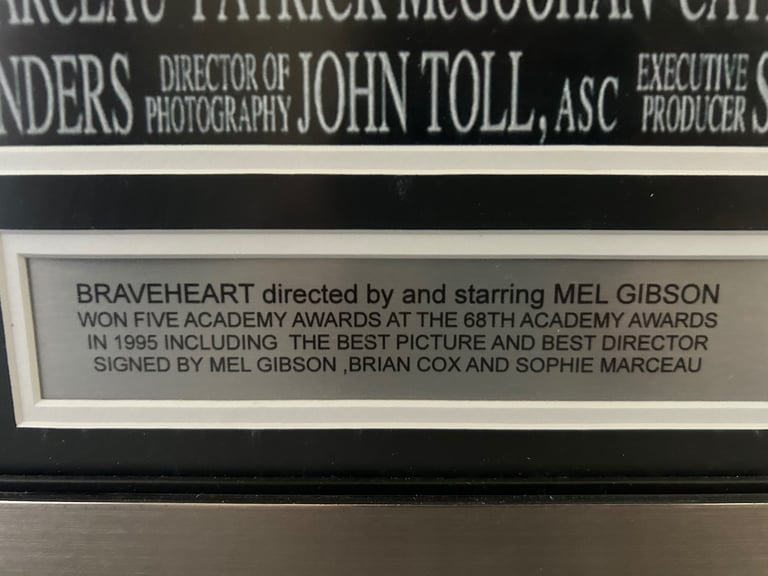 PATRICK McGOOHAN
DIRECTOR OF PHOTOGRAPHY JOHN TOLL, ASC EXECUTIVE PRODUCER
BRAVEHEART directed by and starring MEL GIBSON
WON FIVE ACADEMY AWARDS AT THE 68TH ACADEMY AWARDS
IN 1995 INCLUDING THE BEST PICTURE AND BEST DIRECTOR
SIGNED BY MEL GIBSON ,BRIAN COX AND SOPHIE MARCEAU